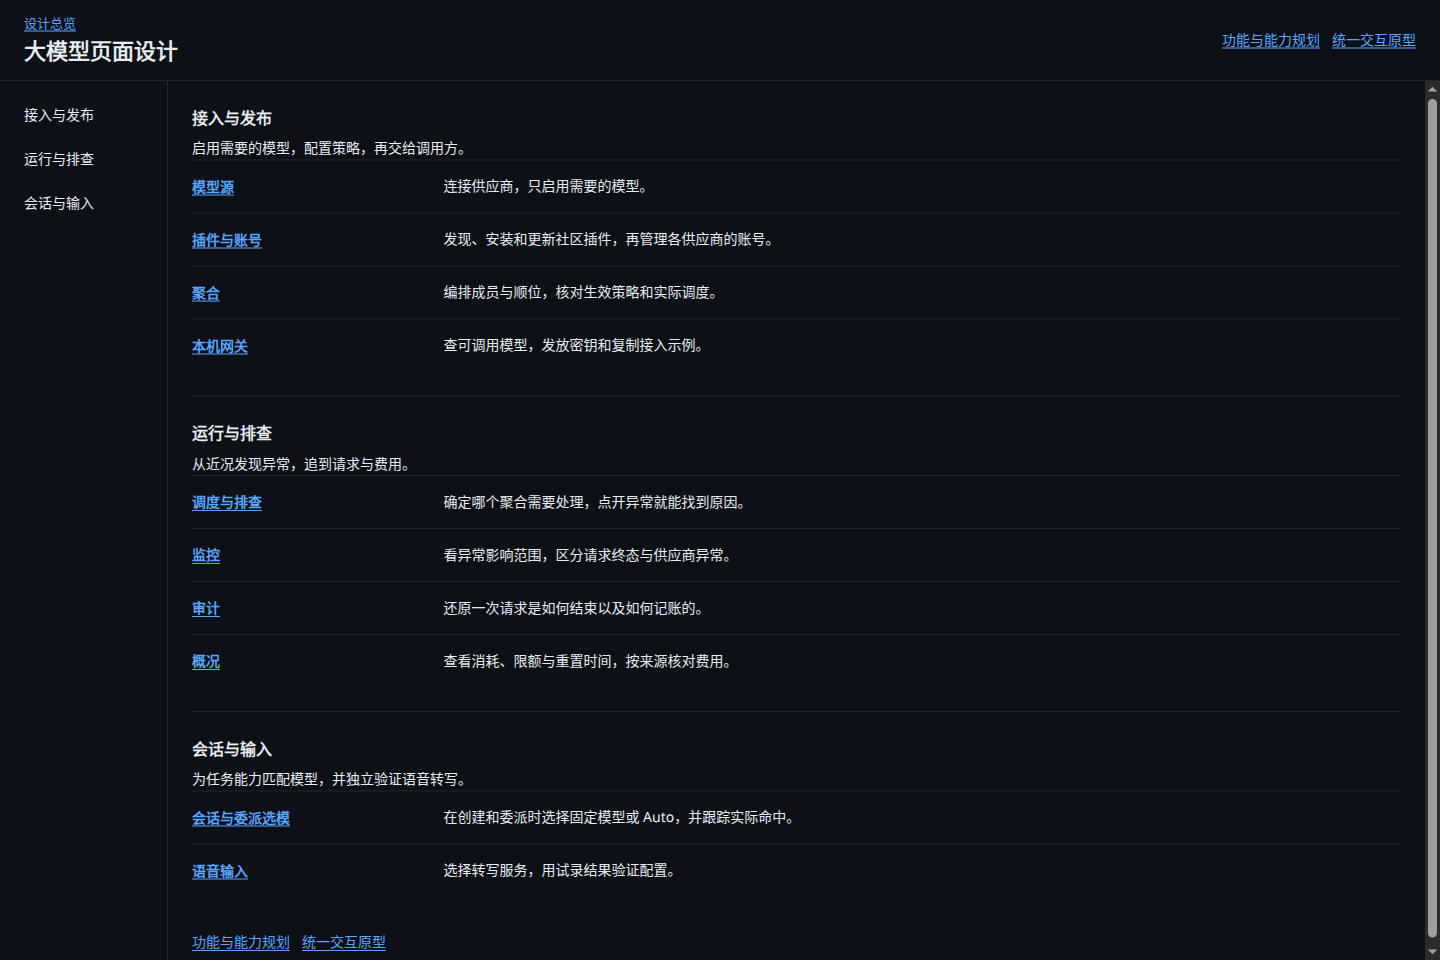 设计总览
大模型页面设计
功能与能力规划 统一交互原型
接入与发布
运行与排查
会话与输入
接入与发布
启用需要的模型，配置策略，再交给调用方。
模型源 连接供应商，只启用需要的模型。
插件与账号 发现、安装和更新社区插件，再管理各供应商的账号。
聚合 编排成员与顺位，核对生效策略和实际调度。
本机网关 查可调用模型，发放密钥和复制接入示例。
运行与排查
从近况发现异常，追到请求与费用。
调度与排查 确定哪个聚合需要处理，点开异常就能找到原因。
监控 看异常影响范围，区分请求终态与供应商异常。
审计 还原一次请求是如何结束以及如何记账的。
概况 查看消耗、限额与重置时间，按来源核对费用。
会话与输入
为任务能力匹配模型，并独立验证语音转写。
会话与委派选模 在创建和委派时选择固定模型或 Auto，并跟踪实际命中。
语音输入 选择转写服务，用试录结果验证配置。
功能与能力规划 统一交互原型